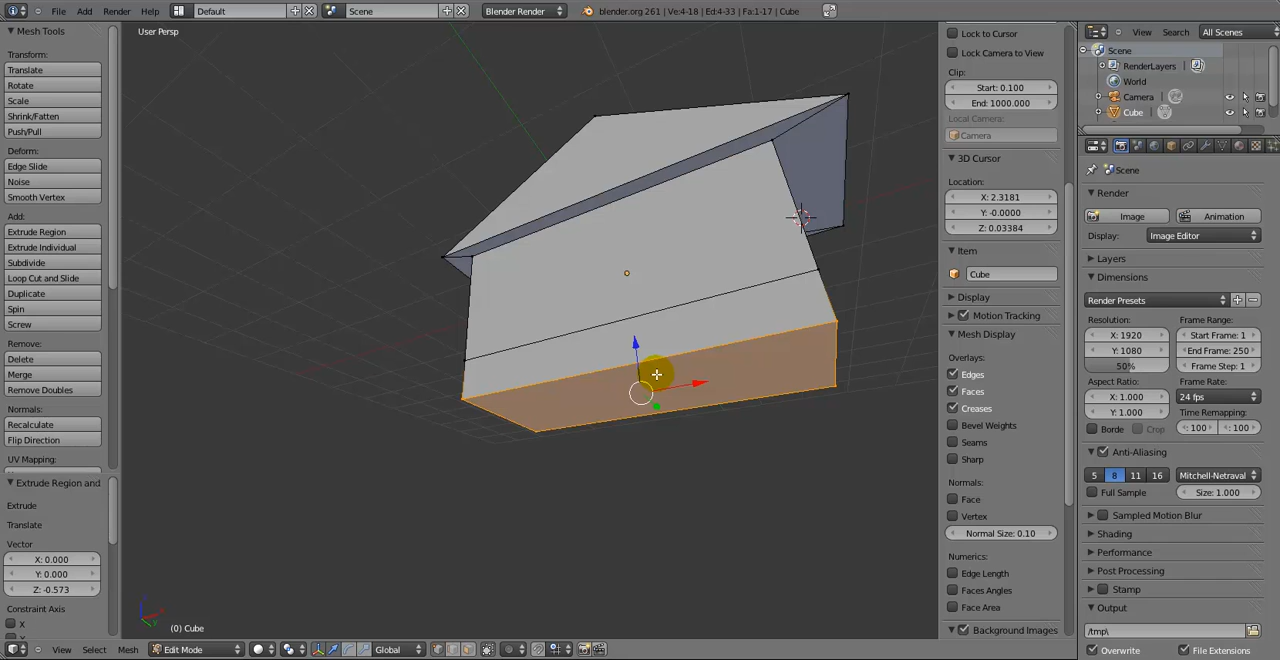 File Add Render Help Default Scene Blender Render blender.org 261 | Ve:4-18 | Ed:4-33 | Fa:1-17 | Cube
Mesh Tools
Transform:
Translate
Rotate
Scale
Shrink/Fatten
Push/Pull
Deform:
Edge Slide
Noise
Smooth Vertex
Add:
Extrude Region
Extrude Individual
Subdivide
Loop Cut and Slide
Duplicate
Spin
Screw
Remove:
Delete
Merge
Remove Doubles
Normals:
Recalculate
Flip Direction
UV Mapping:
Extrude Region and
Extrude
Translate
Vector
X: 0.000
Y: 0.000
Z: -0.573
Constraint Axis
X
User Persp
(0) Cube
View Select Mesh Edit Mode Global
Lock to Cursor
Lock Camera to View
Clip:
Start: 0.100
End: 1000.000
Local Camera:
Camera
3D Cursor
Location:
X: 2.3181
Y: -0.0000
Z: 0.03384
Item
Cube
Display
Motion Tracking
Mesh Display
Overlays:
Edges
Faces
Creases
Bevel Weights
Seams
Sharp
Normals:
Face
Vertex
Normal Size: 0.10
Numerics:
Edge Length
Faces Angles
Face Area
Background Images
View Search All Scenes
Scene
RenderLayers
World
Camera
Cube
Scene
Render
Image Animation
Display: Image Editor
Layers
Dimensions
Render Presets
Resolution: Frame Range:
X: 1920 Start Frame: 1
Y: 1080 End Frame: 250
50% Frame Step: 1
Aspect Ratio: Frame Rate:
X: 1.000 24 fps
Y: 1.000 Time Remapping:
Borde Crop : 100 : 100
Anti-Aliasing
5 8 11 16 Mitchell-Netraval
Full Sample Size: 1.000
Sampled Motion Blur
Shading
Performance
Post Processing
Stamp
Output
/tmp\
Overwrite File Extensions